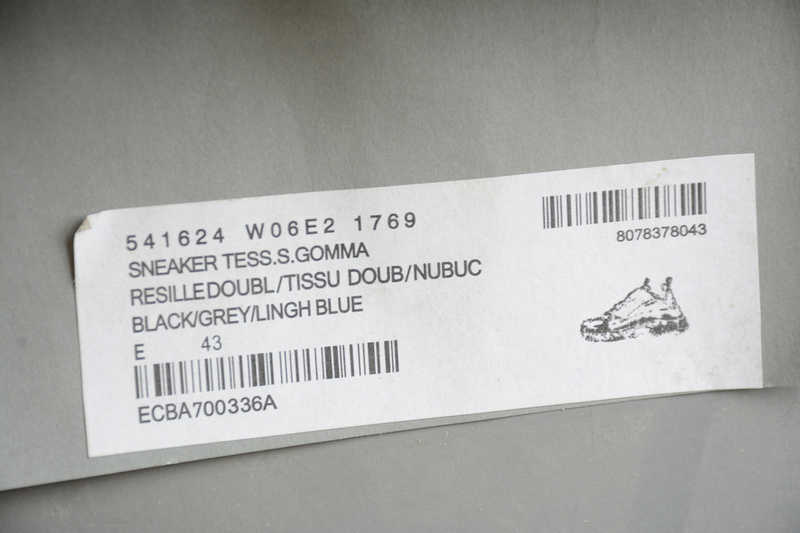 541624 W06E2 1769
SNEAKER TESS.S.GOMMA
RESILLEDOUBL/TISSU DOUB/NUBUC
BLACK/GREY/LINGH BLUE
E 43
ECBA700336A
8078378043